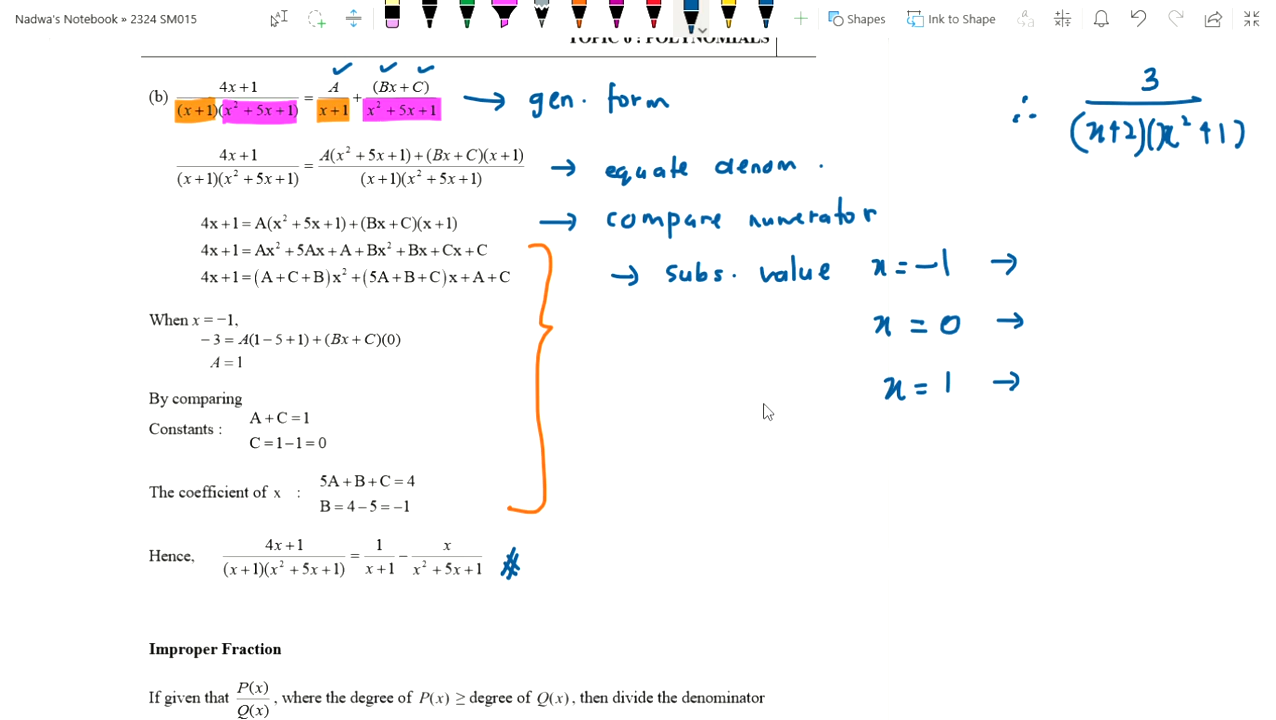 Nadwa's Notebook » 2324 SM015
Shapes
Ink to Shape
TOPIC 6 : POLYNOMIALS
(b) (4x+1)/((x+1)(x² + 5x+1)) = A/(x+1) + (Bx+C)/(x² + 5x+1) → gen. form
∴ 3/((x+2)(x²+1))
(4x+1)/((x+1)(x² + 5x+1)) = (A(x² + 5x+1) + (Bx+C)(x+1))/((x+1)(x² + 5x+1)) → equate denom.
4x+1 = A(x² + 5x+1) + (Bx+C)(x+1) → compare numerator
4x+1 = Ax² + 5Ax + A + Bx² + Bx + Cx + C
4x+1 = (A+C+B)x² + (5A+B+C)x + A + C
→ subs. value x = -1 →
x = 0 →
x = 1 →
When x = −1,
−3 = A(1−5+1) + (Bx+C)(0)
A = 1
By comparing
Constants : A + C = 1
C = 1−1 = 0
The coefficient of x : 5A + B + C = 4
B = 4−5 = −1
Hence, (4x+1)/((x+1)(x² + 5x+1)) = 1/(x+1) − x/(x² + 5x+1) #
Improper Fraction
If given that P(x)/Q(x), where the degree of P(x) ≥ degree of Q(x), then divide the denominator